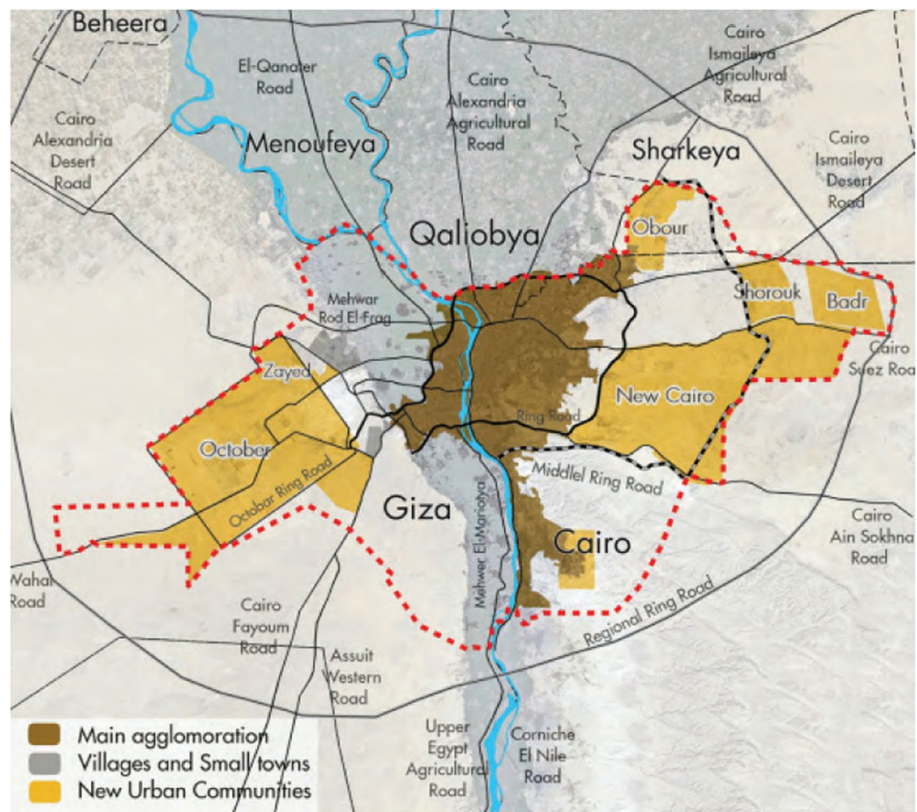 Beheera
El-Qanater
Road
Cairo
Ismaileya
Agricultural
Road
Cairo
Alexandria
Agricultural
Road
Cairo
Alexandria
Desert
Road
Menoufeya
Sharkeya
Cairo
Ismaileya
Desert
Road
Qaliobya
Obour
Mehwar
Rod El-Frag
Shorouk
Badr
Zayed
Cairo
Suez Roa
New Cairo
Ring Road
October
Octobar Ring Road
Middlel Ring Road
Giza
Mehwer El-Mariotya
Cairo
Cairo
Ain Sokhna
Road
Wahat
Road
Cairo
Fayoum
Road
Regional Ring Road
Assuit
Western
Road
Upper
Egypt
Agricultural
Road
Corniche
El Nile
Road
Main agglomoration
Villages and Small towns
New Urban Communities